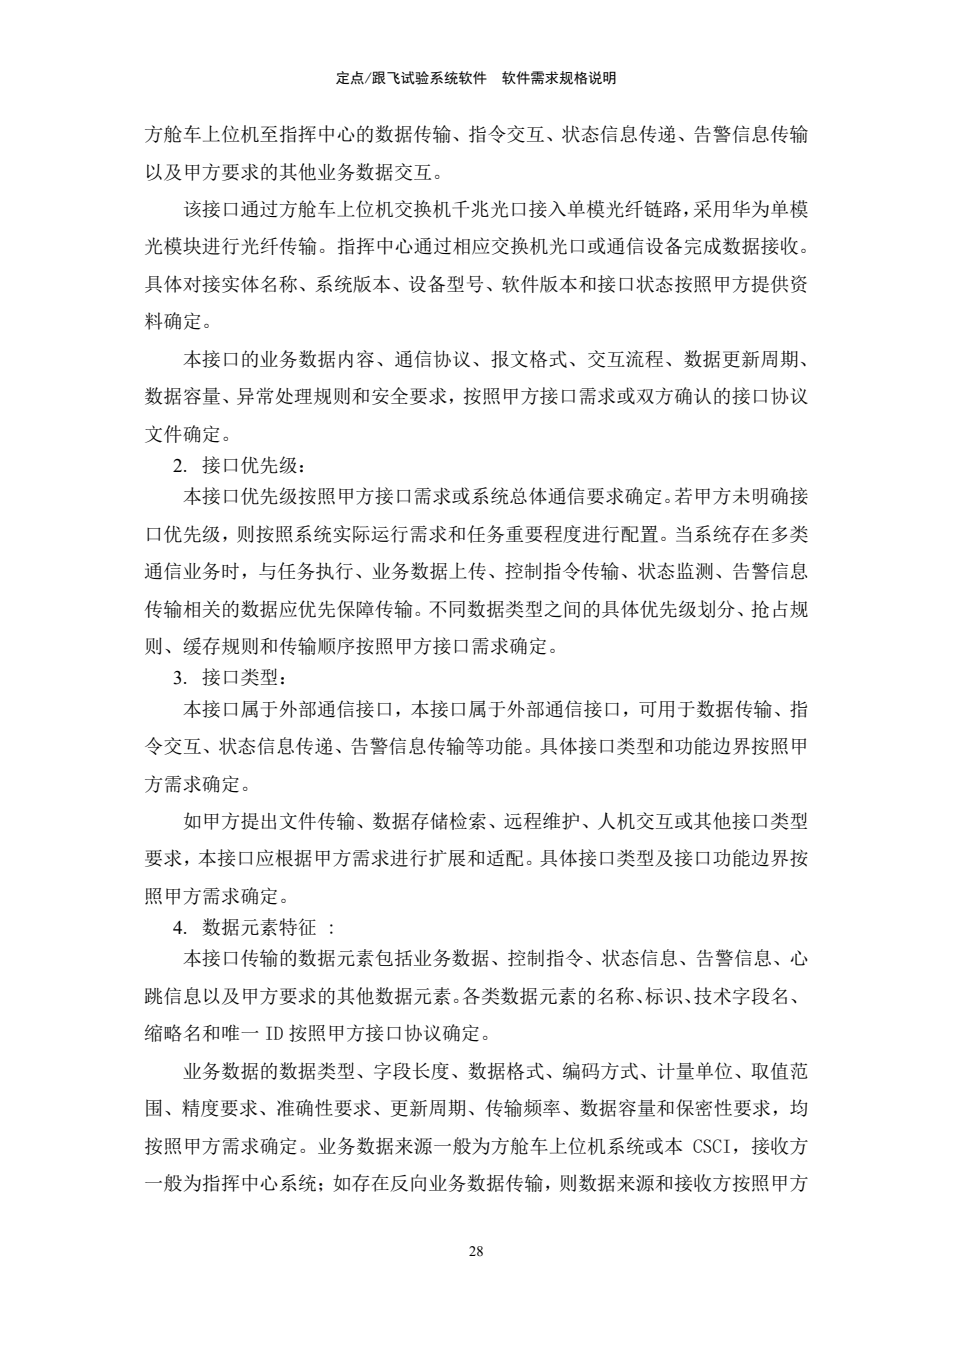 定点/跟飞试验系统软件　软件需求规格说明
方舱车上位机至指挥中心的数据传输、指令交互、状态信息传递、告警信息传输
以及甲方要求的其他业务数据交互。
该接口通过方舱车上位机交换机千兆光口接入单模光纤链路，采用华为单模
光模块进行光纤传输。指挥中心通过相应交换机光口或通信设备完成数据接收。
具体对接实体名称、系统版本、设备型号、软件版本和接口状态按照甲方提供资
料确定。
本接口的业务数据内容、通信协议、报文格式、交互流程、数据更新周期、
数据容量、异常处理规则和安全要求，按照甲方接口需求或双方确认的接口协议
文件确定。
2. 接口优先级：
本接口优先级按照甲方接口需求或系统总体通信要求确定。若甲方未明确接
口优先级，则按照系统实际运行需求和任务重要程度进行配置。当系统存在多类
通信业务时，与任务执行、业务数据上传、控制指令传输、状态监测、告警信息
传输相关的数据应优先保障传输。不同数据类型之间的具体优先级划分、抢占规
则、缓存规则和传输顺序按照甲方接口需求确定。
3. 接口类型：
本接口属于外部通信接口，本接口属于外部通信接口，可用于数据传输、指
令交互、状态信息传递、告警信息传输等功能。具体接口类型和功能边界按照甲
方需求确定。
如甲方提出文件传输、数据存储检索、远程维护、人机交互或其他接口类型
要求，本接口应根据甲方需求进行扩展和适配。具体接口类型及接口功能边界按
照甲方需求确定。
4. 数据元素特征 ：
本接口传输的数据元素包括业务数据、控制指令、状态信息、告警信息、心
跳信息以及甲方要求的其他数据元素。各类数据元素的名称、标识、技术字段名、
缩略名和唯一 ID 按照甲方接口协议确定。
业务数据的数据类型、字段长度、数据格式、编码方式、计量单位、取值范
围、精度要求、准确性要求、更新周期、传输频率、数据容量和保密性要求，均
按照甲方需求确定。业务数据来源一般为方舱车上位机系统或本 CSCI，接收方
一般为指挥中心系统；如存在反向业务数据传输，则数据来源和接收方按照甲方
28